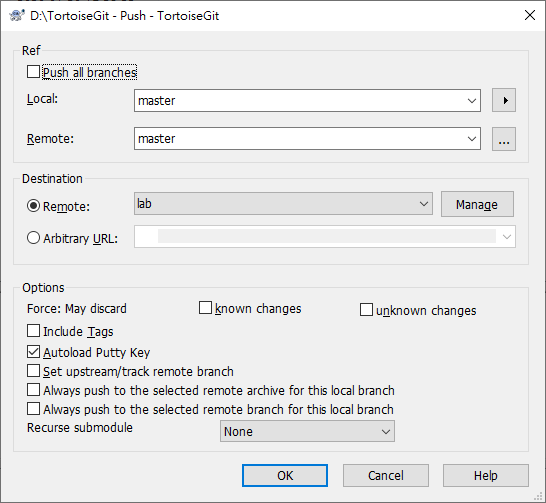 D:\TortoiseGit - Push - TortoiseGit
Ref
Push all branches
Local:
master
Remote:
master
...
Destination
Remote:
lab
Manage
Arbitrary URL:
Options
Force: May discard
known changes
unknown changes
Include Tags
Autoload Putty Key
Set upstream/track remote branch
Always push to the selected remote archive for this local branch
Always push to the selected remote branch for this local branch
Recurse submodule
None
OK
Cancel
Help